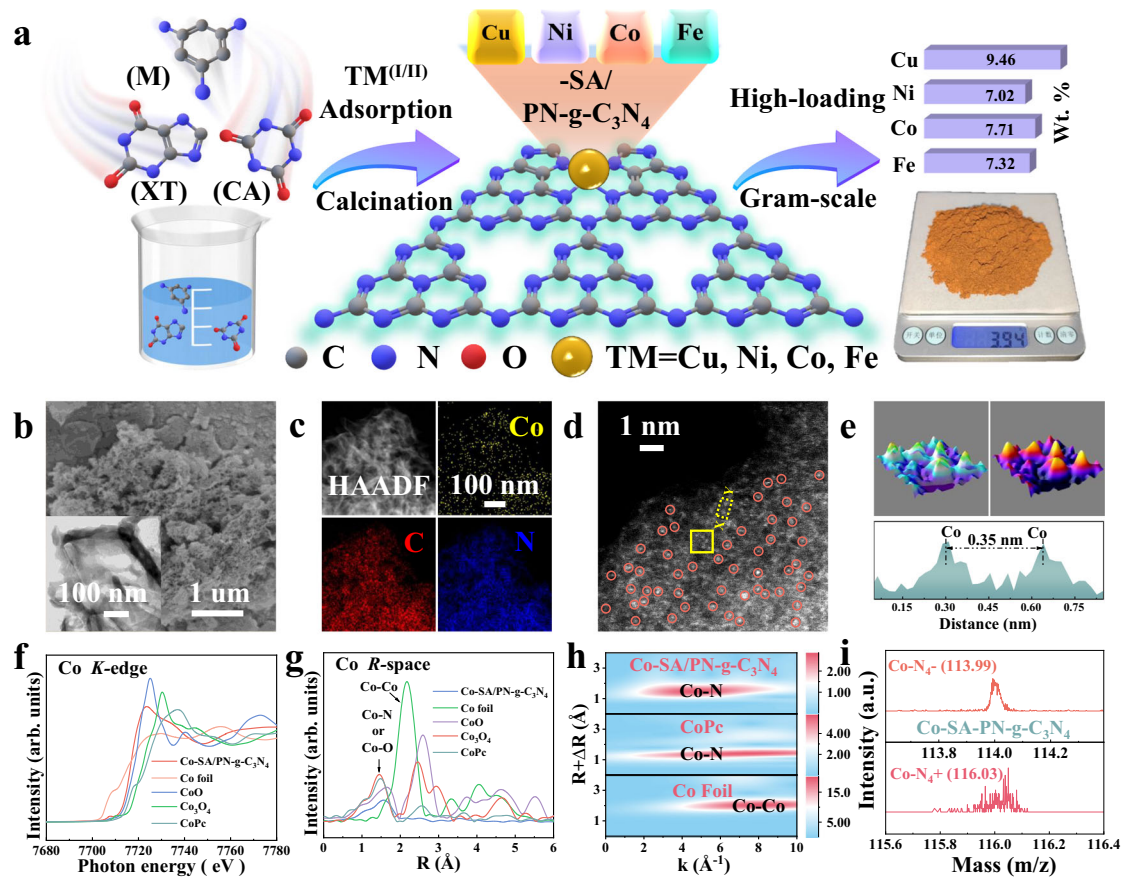 a
(M)
(XT)
(CA)
TM(I/II)
Adsorption
Calcination
Cu Ni Co Fe
-SA/
PN-g-C₃N₄
High-loading
Gram-scale
Cu 9.46
Ni 7.02
Co 7.71
Fe 7.32
Wt. %
394
C N O TM=Cu, Ni, Co, Fe
b
100 nm
1 um
c
HAADF
Co
100 nm
C
N
d
1 nm
e
Co 0.35 nm Co
0.15 0.30 0.45 0.60 0.75
Distance (nm)
f
Co K-edge
Intensity (arb. units)
Co-SA/PN-g-C₃N₄
Co foil
CoO
Co₃O₄
CoPc
7680 7700 7720 7740 7760 7780
Photon energy ( eV)
g
Co R-space
Intensity (arb. units)
Co-Co
Co-N
or
Co-O
Co-SA/PN-g-C₃N₄
Co foil
CoO
Co₃O₄
CoPc
0 1 2 3 4 5 6
R (Å)
h
R+ΔR (Å)
3
1
Co-SA/PN-g-C₃N₄
Co-N
2.00
1.00
3
1
CoPc
Co-N
4.00
2.00
3
1
Co Foil
Co-Co
15.0
5.00
0 2 4 6 8 10
k (Å⁻¹)
i
Intensity (a.u.)
Co-N₄- (113.99)
Co-SA-PN-g-C₃N₄
113.8 114.0 114.2
Co-N₄+ (116.03)
115.6 116.0 116.4
Mass (m/z)